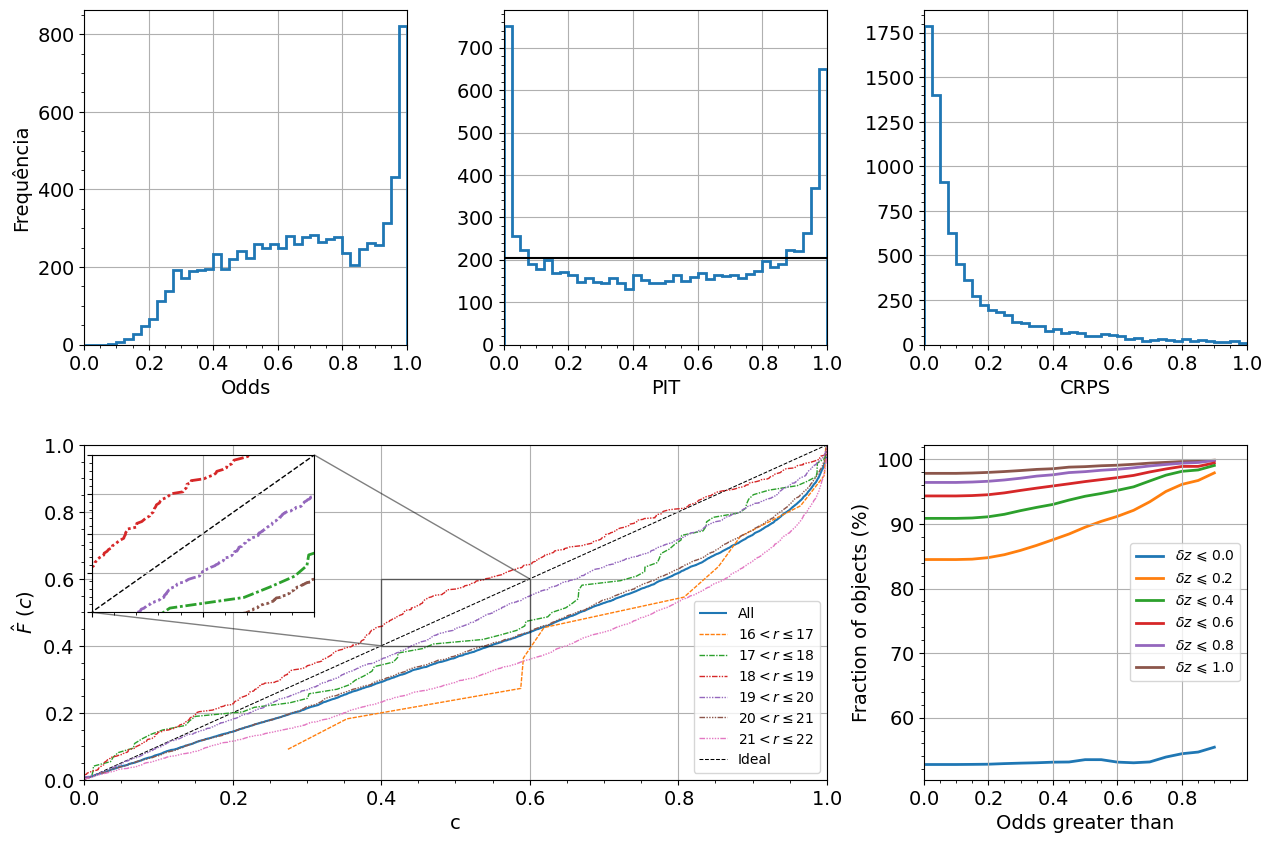 800
600
400
200
0
Frequência
0.0 0.2 0.4 0.6 0.8 1.0
Odds
700
600
500
400
300
200
100
0
0.0 0.2 0.4 0.6 0.8 1.0
PIT
1750
1500
1250
1000
750
500
250
0
0.0 0.2 0.4 0.6 0.8 1.0
CRPS
1.0
0.8
0.6
0.4
0.2
0.0
F̂ (c)
0.0 0.2 0.4 0.6 0.8 1.0
c
All
16 < r ≤ 17
17 < r ≤ 18
18 < r ≤ 19
19 < r ≤ 20
20 < r ≤ 21
21 < r ≤ 22
Ideal
100
90
80
70
60
Fraction of objects (%)
0.0 0.2 0.4 0.6 0.8
Odds greater than
δz ⩽ 0.0
δz ⩽ 0.2
δz ⩽ 0.4
δz ⩽ 0.6
δz ⩽ 0.8
δz ⩽ 1.0